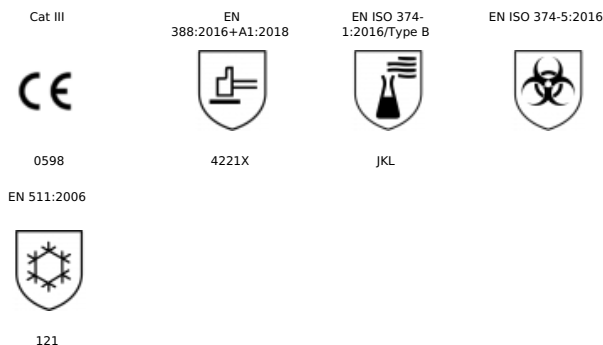 Cat III
EN
388:2016+A1:2018
EN ISO 374-
1:2016/Type B
EN ISO 374-5:2016
CE
0598
4221X
JKL
EN 511:2006
121